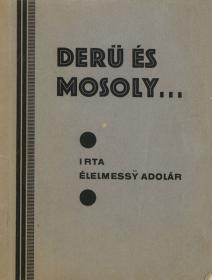 DERÜ ÉS
MOSOLY...
IRTA
ÉLELMESSŸ ADOLÁR